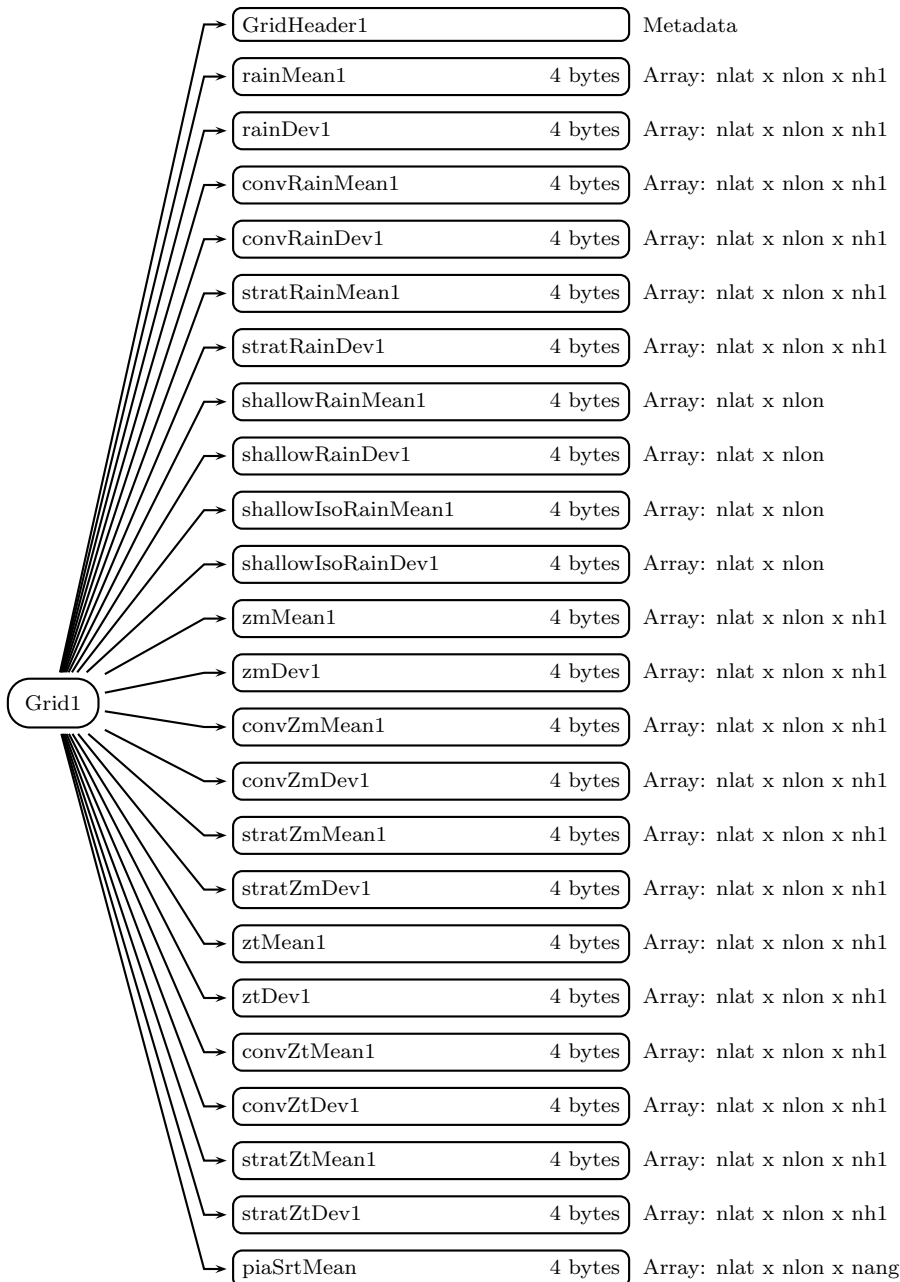 GridHeader1 Metadata
rainMean1 4 bytes Array: nlat x nlon x nh1
rainDev1 4 bytes Array: nlat x nlon x nh1
convRainMean1 4 bytes Array: nlat x nlon x nh1
convRainDev1 4 bytes Array: nlat x nlon x nh1
stratRainMean1 4 bytes Array: nlat x nlon x nh1
stratRainDev1 4 bytes Array: nlat x nlon x nh1
shallowRainMean1 4 bytes Array: nlat x nlon
shallowRainDev1 4 bytes Array: nlat x nlon
shallowIsoRainMean1 4 bytes Array: nlat x nlon
shallowIsoRainDev1 4 bytes Array: nlat x nlon
zmMean1 4 bytes Array: nlat x nlon x nh1
zmDev1 4 bytes Array: nlat x nlon x nh1
Grid1
convZmMean1 4 bytes Array: nlat x nlon x nh1
convZmDev1 4 bytes Array: nlat x nlon x nh1
stratZmMean1 4 bytes Array: nlat x nlon x nh1
stratZmDev1 4 bytes Array: nlat x nlon x nh1
ztMean1 4 bytes Array: nlat x nlon x nh1
ztDev1 4 bytes Array: nlat x nlon x nh1
convZtMean1 4 bytes Array: nlat x nlon x nh1
convZtDev1 4 bytes Array: nlat x nlon x nh1
stratZtMean1 4 bytes Array: nlat x nlon x nh1
stratZtDev1 4 bytes Array: nlat x nlon x nh1
piaSrtMean 4 bytes Array: nlat x nlon x nang